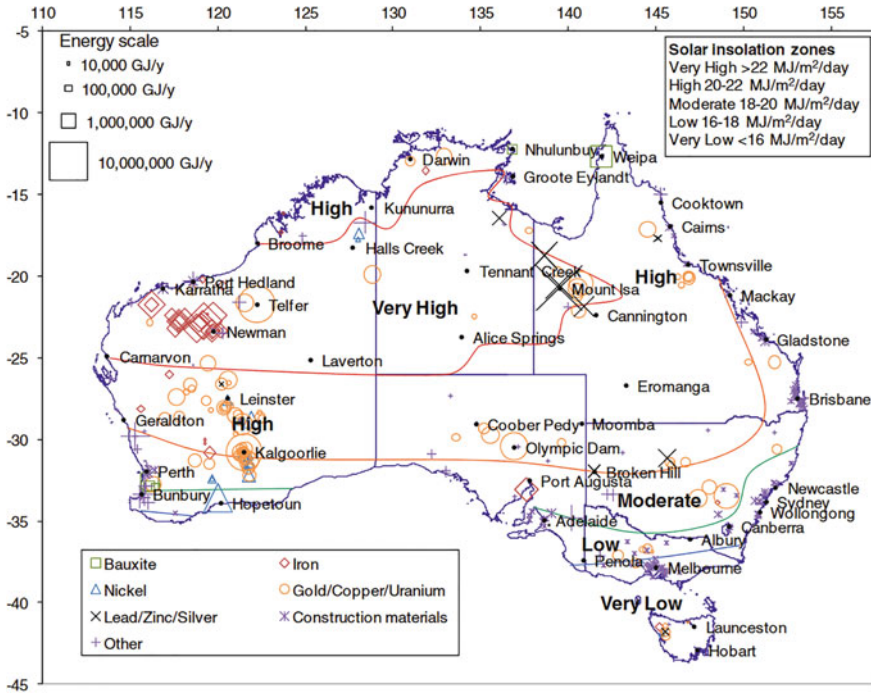 110 115 120 125 130 135 140 145 150 155
-5
Energy scale
10,000 GJ/y
100,000 GJ/y
1,000,000 GJ/y
10,000,000 GJ/y
Solar insolation zones
Very High >22 MJ/m²/day
High 20-22 MJ/m²/day
Moderate 18-20 MJ/m²/day
Low 16-18 MJ/m²/day
Very Low <16 MJ/m²/day
-10
Darwin
Nhulunbuy
Weipa
Groote Eylandt
-15
Kununurra
High
Cooktown
Cairns
Broome
Halls Creek
Tennant Creek
High
Townsville
-20
Port Hedland
Karratha
Telfer
Very High
Mount Isa
Mackay
Newman
Cannington
Alice Springs
Gladstone
-25
Camarvon
Laverton
Leinster
Eromanga
Brisbane
Geraldton
High
Coober Pedy
Moomba
-30
Kalgoorlie
Olympic Dam
Perth
Broken Hill
Port Augusta
Bunbury
Hopetoun
Moderate
Newcastle
Sydney
Wollongong
-35
Adelaide
Canberra
Low
Albury
Penola
Melbourne
Bauxite
Iron
Nickel
Gold/Copper/Uranium
Lead/Zinc/Silver
Construction materials
Other
-40
Very Low
Launceston
Hobart
-45